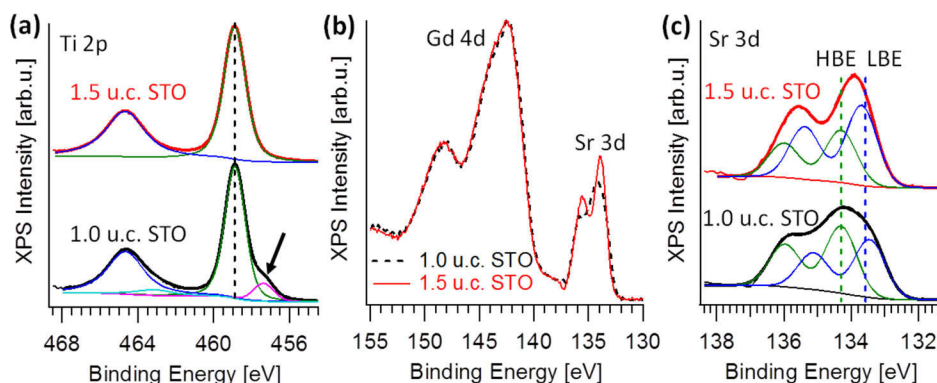 (a)
Ti 2p
1.5 u.c. STO
1.0 u.c. STO
XPS Intensity [arb.u.]
468 464 460 456
Binding Energy [eV]
(b)
Gd 4d
Sr 3d
1.0 u.c. STO
1.5 u.c. STO
XPS Intensity [arb.u.]
155 150 145 140 135 130
Binding Energy [eV]
(c)
Sr 3d
HBE LBE
1.5 u.c. STO
1.0 u.c. STO
XPS Intensity [arb.u.]
138 136 134 132
Binding Energy [eV]